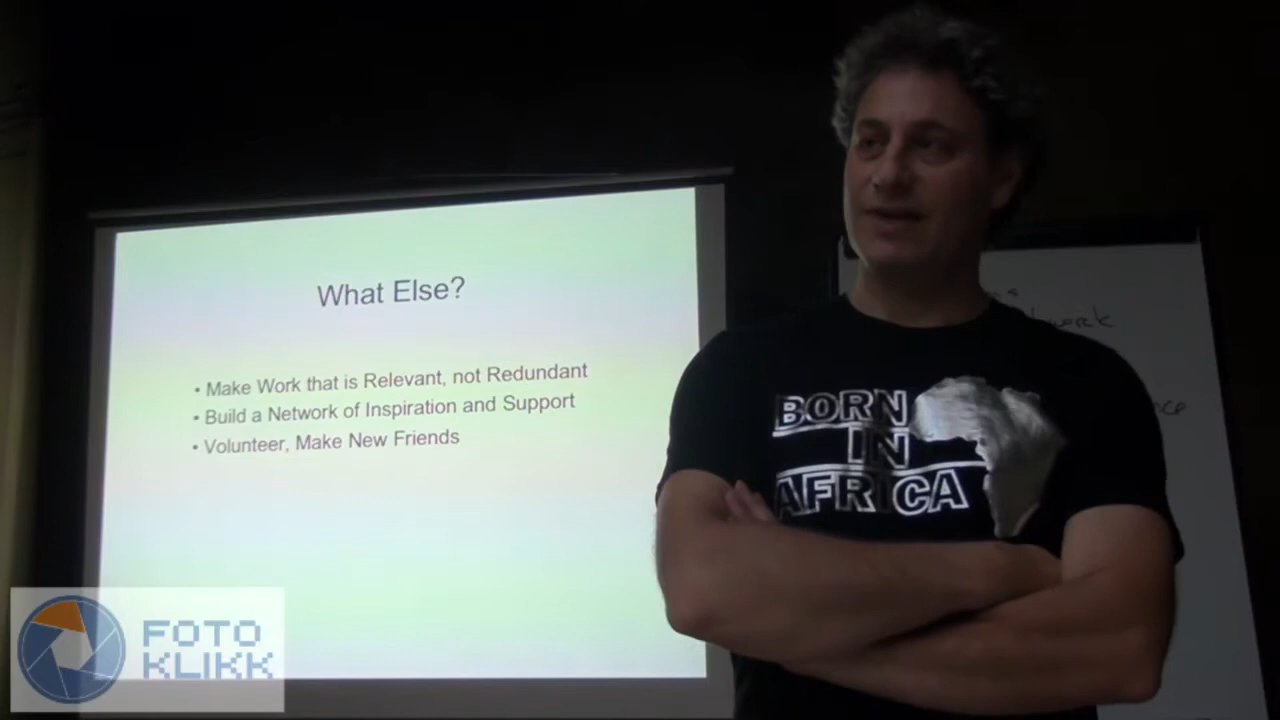 What Else?
• Make Work that is Relevant, not Redundant
• Build a Network of Inspiration and Support
• Volunteer, Make New Friends
BORN
IN
AFRICA
FOTO
KLIKK